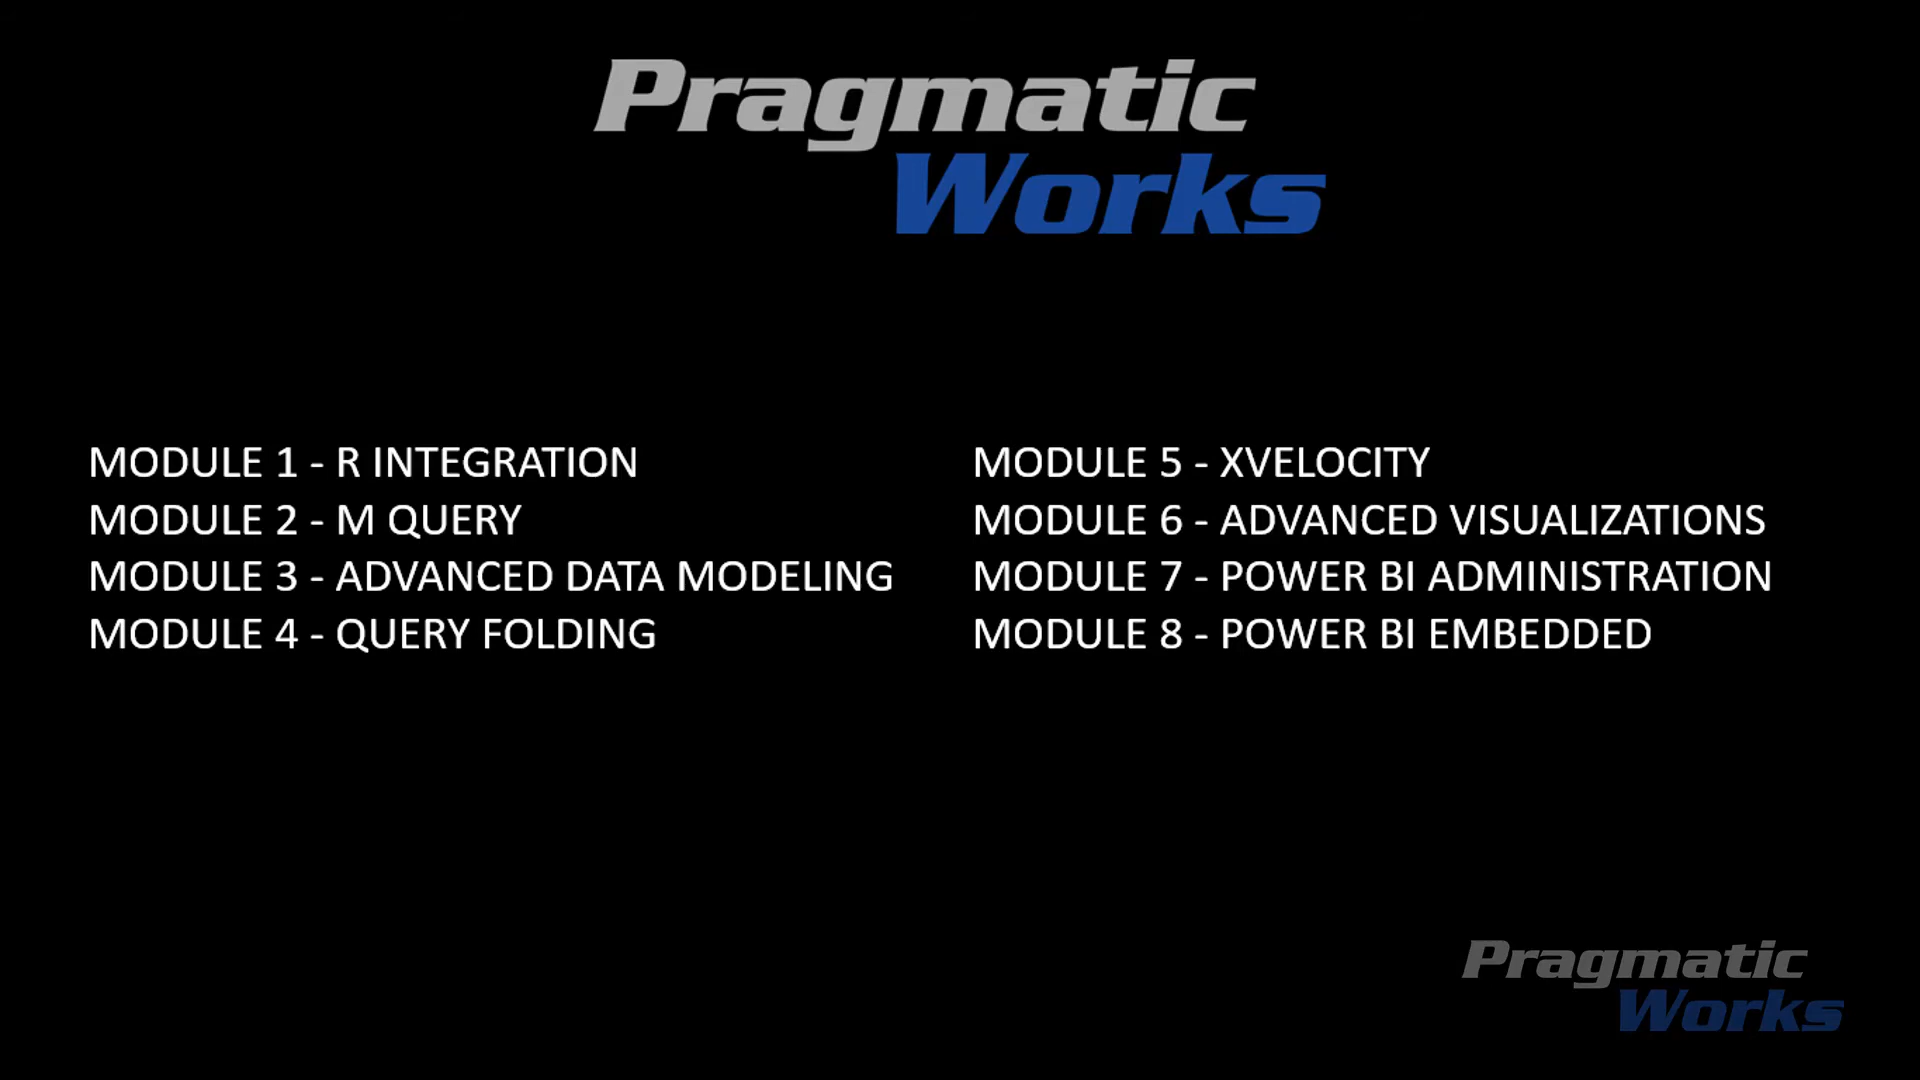 Pragmatic
Works
MODULE 1 - R INTEGRATION
MODULE 2 - M QUERY
MODULE 3 - ADVANCED DATA MODELING
MODULE 4 - QUERY FOLDING
MODULE 5 - XVELOCITY
MODULE 6 - ADVANCED VISUALIZATIONS
MODULE 7 - POWER BI ADMINISTRATION
MODULE 8 - POWER BI EMBEDDED
Pragmatic
Works